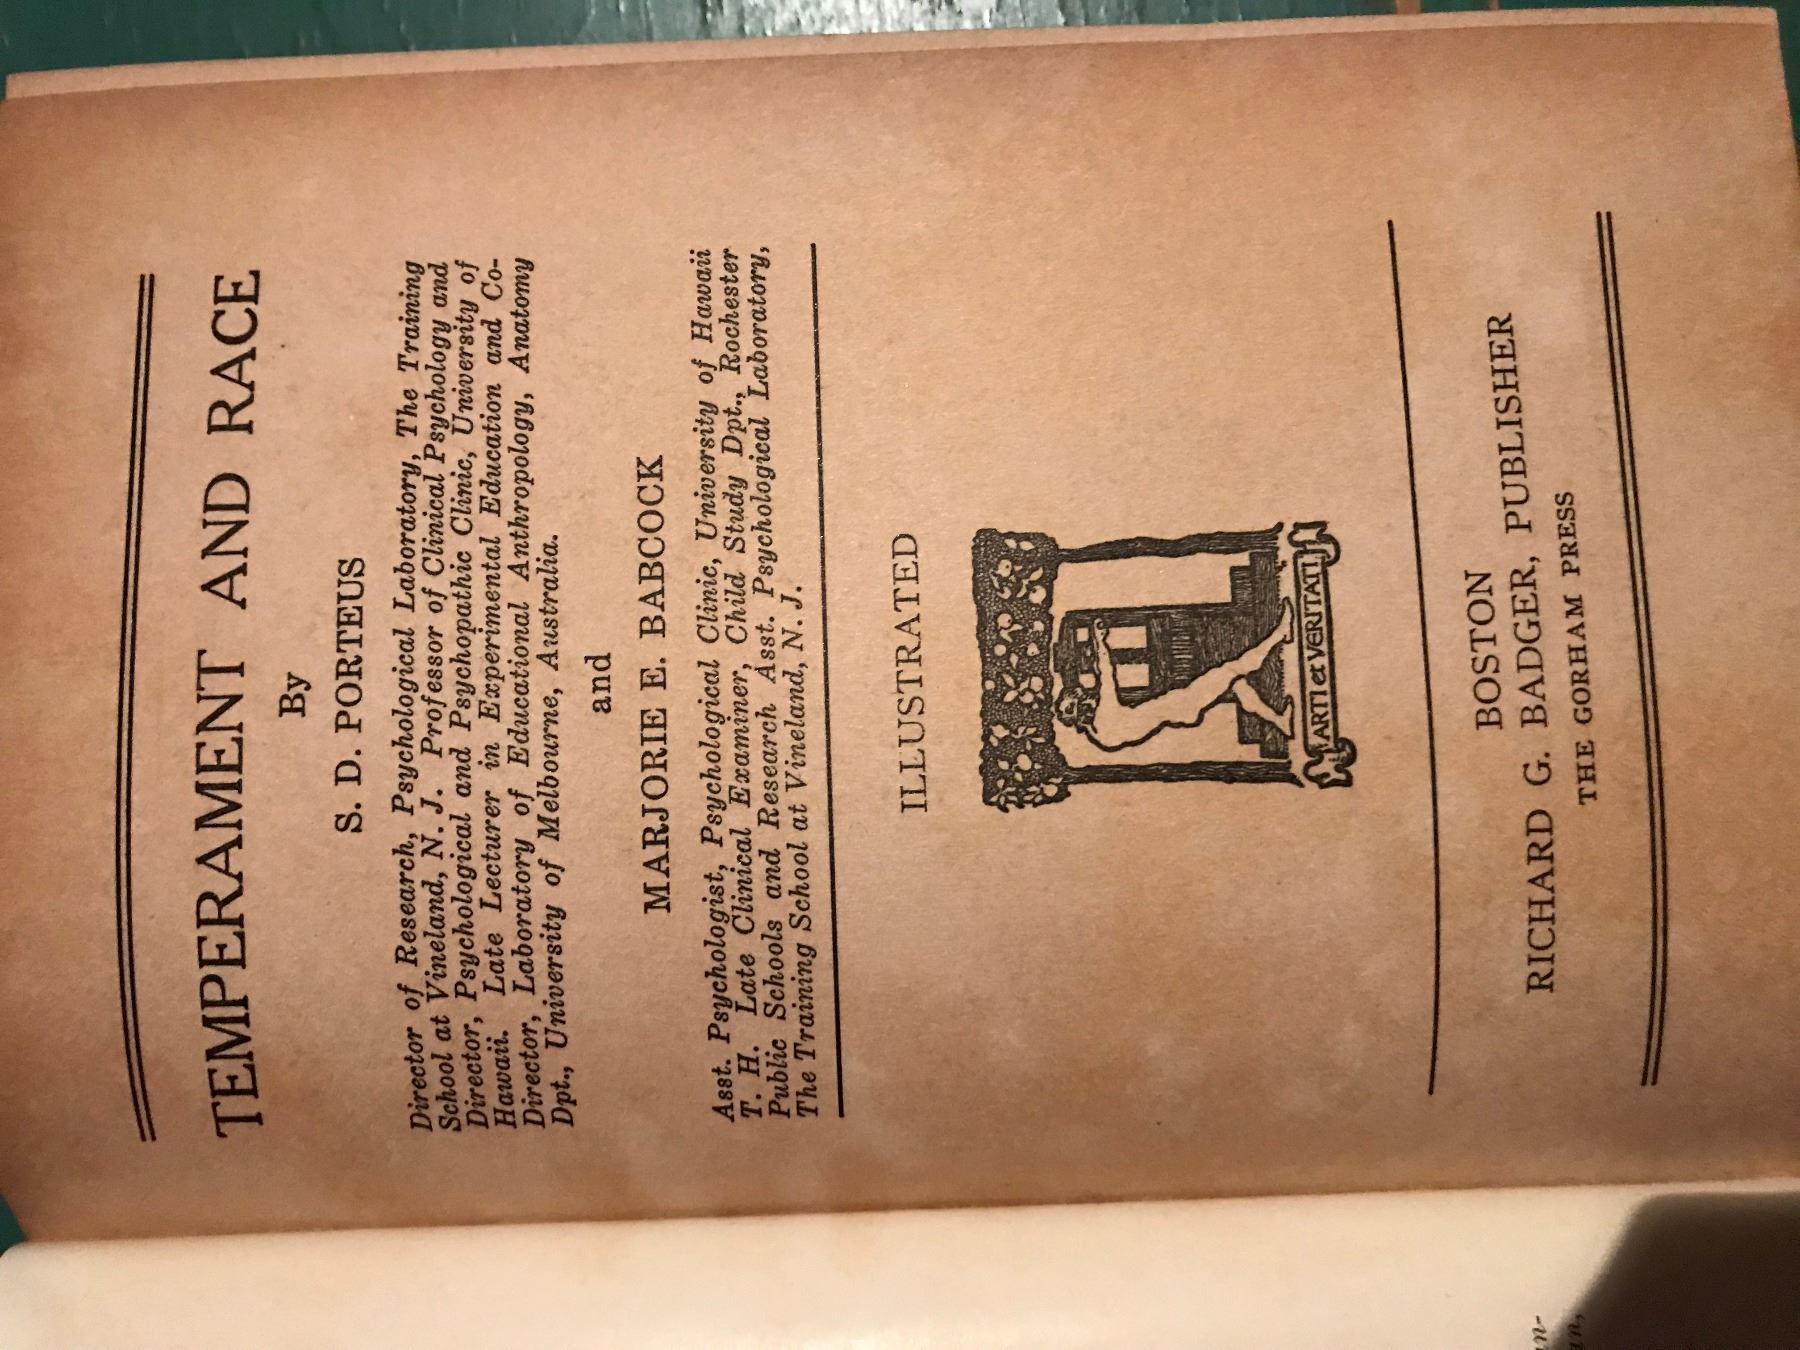 TEMPERAMENT AND RACE
By
S. D. PORTEUS
Director of Research, Psychological Laboratory, The Training
School at Vineland, N. J. Professor of Clinical Psychology and
Director, Psychological and Psychopathic Clinic, University of
Hawaii. Late Lecturer in Experimental Education and Co-
Director, Laboratory of Educational Anthropology, Anatomy
Dpt., University of Melbourne, Australia.
and
MARJORIE E. BABCOCK
Asst. Psychologist, Psychological Clinic, University of Hawaii
T. H. Late Clinical Examiner, Child Study Dpt., Rochester
Public Schools and Research Asst. Psychological Laboratory,
The Training School at Vineland, N. J.
ILLUSTRATED
ARTI et VERITATI
BOSTON
RICHARD G. BADGER, PUBLISHER
THE GORHAM PRESS